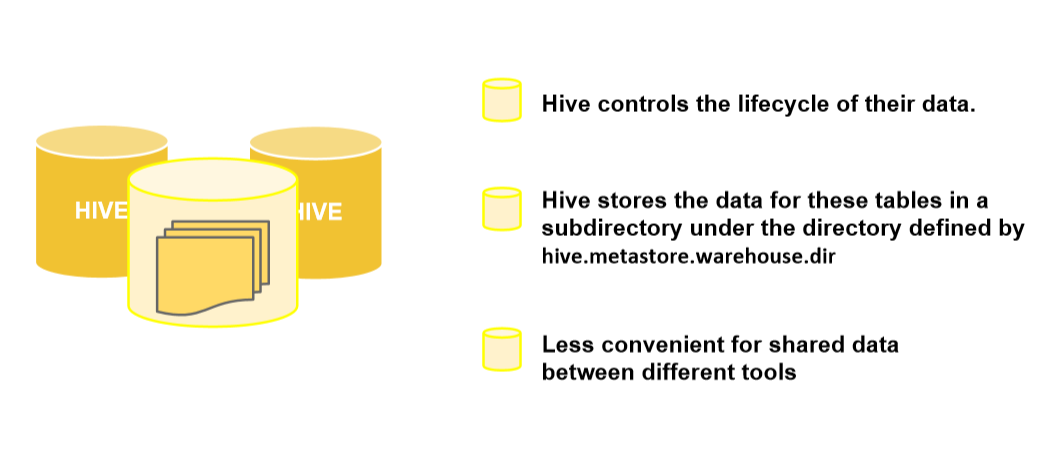 HIVE
HIVE
Hive controls the lifecycle of their data.
Hive stores the data for these tables in a
subdirectory under the directory defined by
hive.metastore.warehouse.dir
Less convenient for shared data
between different tools